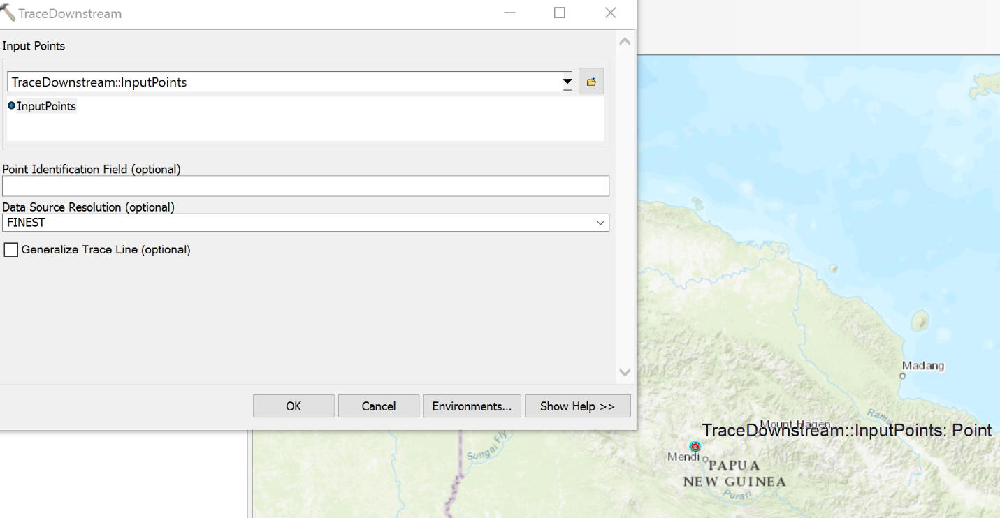 TraceDownstream
Input Points
TraceDownstream::InputPoints
InputPoints
Point Identification Field (optional)
Data Source Resolution (optional)
FINEST
Generalize Trace Line (optional)
OK
Cancel
Environments...
Show Help >>
Madang
Ramu
Mount Hagen
TraceDownstream::InputPoints: Point
Sungai Fly
Mendi
PAPUA
NEW GUINEA
Purari